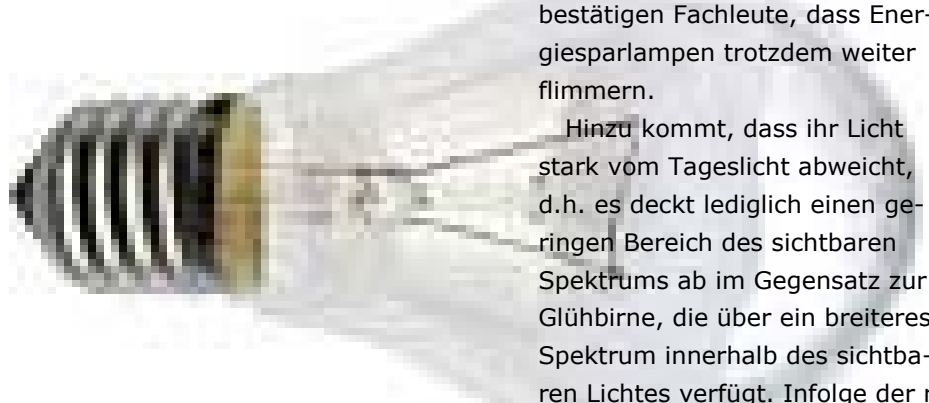 bestätigen Fachleute, dass Ener-
giesparlampen trotzdem weiter
flimmern.
Hinzu kommt, dass ihr Licht
stark vom Tageslicht abweicht,
d.h. es deckt lediglich einen ge-
ringen Bereich des sichtbaren
Spektrums ab im Gegensatz zur
Glühbirne, die über ein breiteres
Spektrum innerhalb des sichtba-
ren Lichtes verfügt. Infolge der